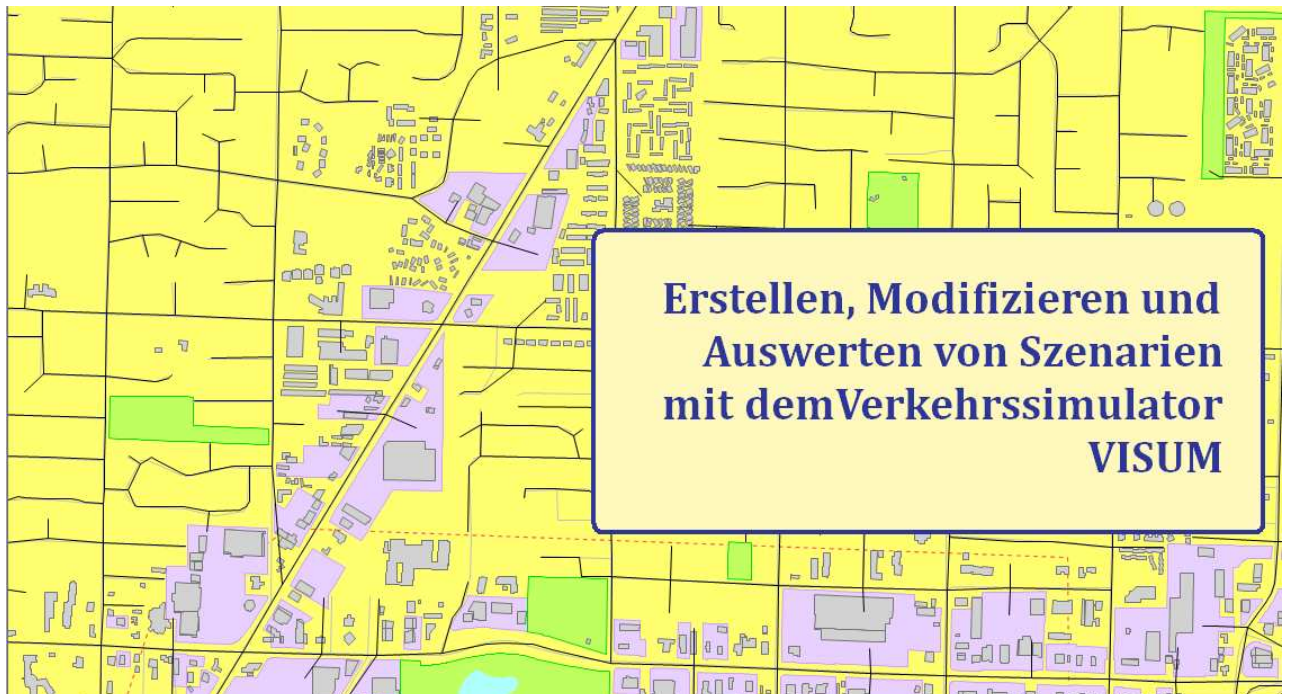 Erstellen, Modifizieren und
Auswerten von Szenarien
mit demVerkehrssimulator
VISUM